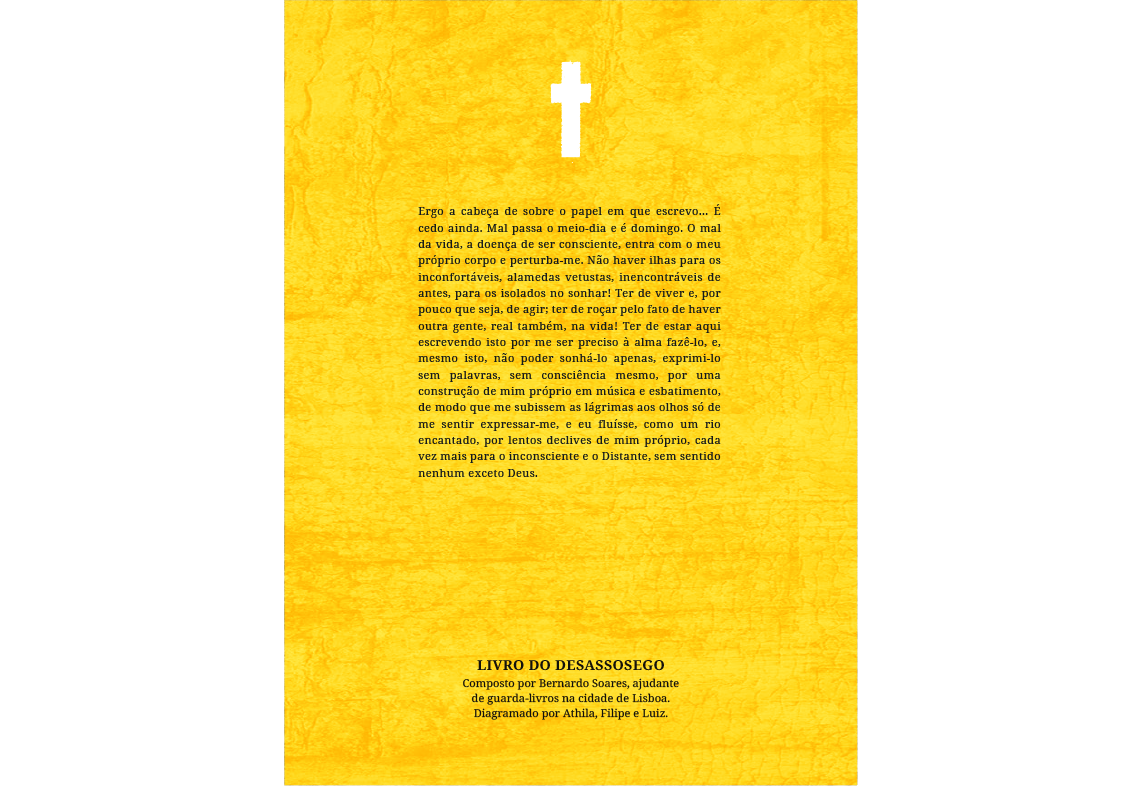 Ergo a cabeça de sobre o papel em que escrevo... É
cedo ainda. Mal passa o meio-dia e é domingo. O mal
da vida, a doença de ser consciente, entra com o meu
próprio corpo e perturba-me. Não haver ilhas para os
inconfortáveis, alamedas vetustas, inencontráveis de
antes, para os isolados no sonhar! Ter de viver e, por
pouco que seja, de agir; ter de roçar pelo fato de haver
outra gente, real também, na vida! Ter de estar aqui
escrevendo isto por me ser preciso à alma fazê-lo, e,
mesmo isto, não poder sonhá-lo apenas, exprimi-lo
sem palavras, sem consciência mesmo, por uma
construção de mim próprio em música e esbatimento,
de modo que me subissem as lágrimas aos olhos só de
me sentir expressar-me, e eu fluísse, como um rio
encantado, por lentos declives de mim próprio, cada
vez mais para o inconsciente e o Distante, sem sentido
nenhum exceto Deus.
LIVRO DO DESASSOSEGO
Composto por Bernardo Soares, ajudante
de guarda-livros na cidade de Lisboa.
Diagramado por Athila, Filipe e Luiz.